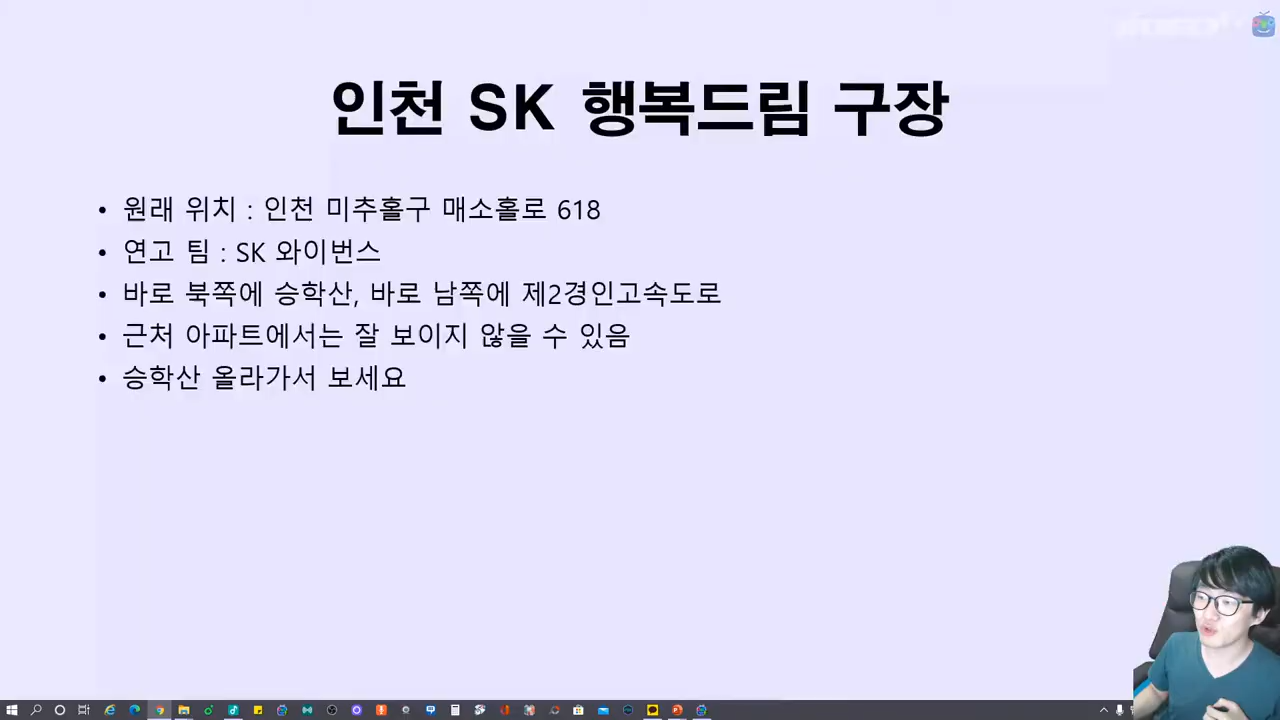 인천 SK 행복드림 구장
• 원래 위치 : 인천 미추홀구 매소홀로 618
• 연고 팀 : SK 와이번스
• 바로 북쪽에 승학산, 바로 남쪽에 제2경인고속도로
• 근처 아파트에서는 잘 보이지 않을 수 있음
• 승학산 올라가서 보세요